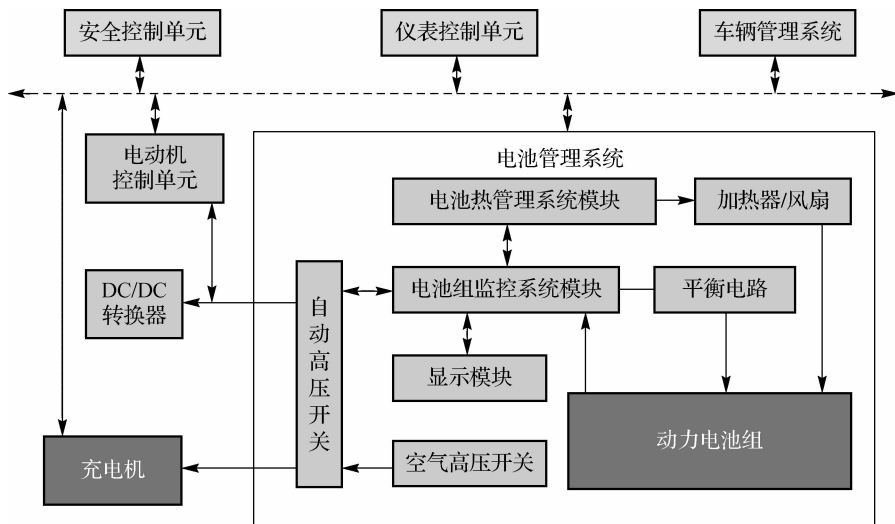 安全控制单元
仪表控制单元
车辆管理系统
电动机
控制单元
电池管理系统
电池热管理系统模块
加热器/风扇
DC/DC
转换器
自动高压开关
电池组监控系统模块
平衡电路
显示模块
动力电池组
充电机
空气高压开关